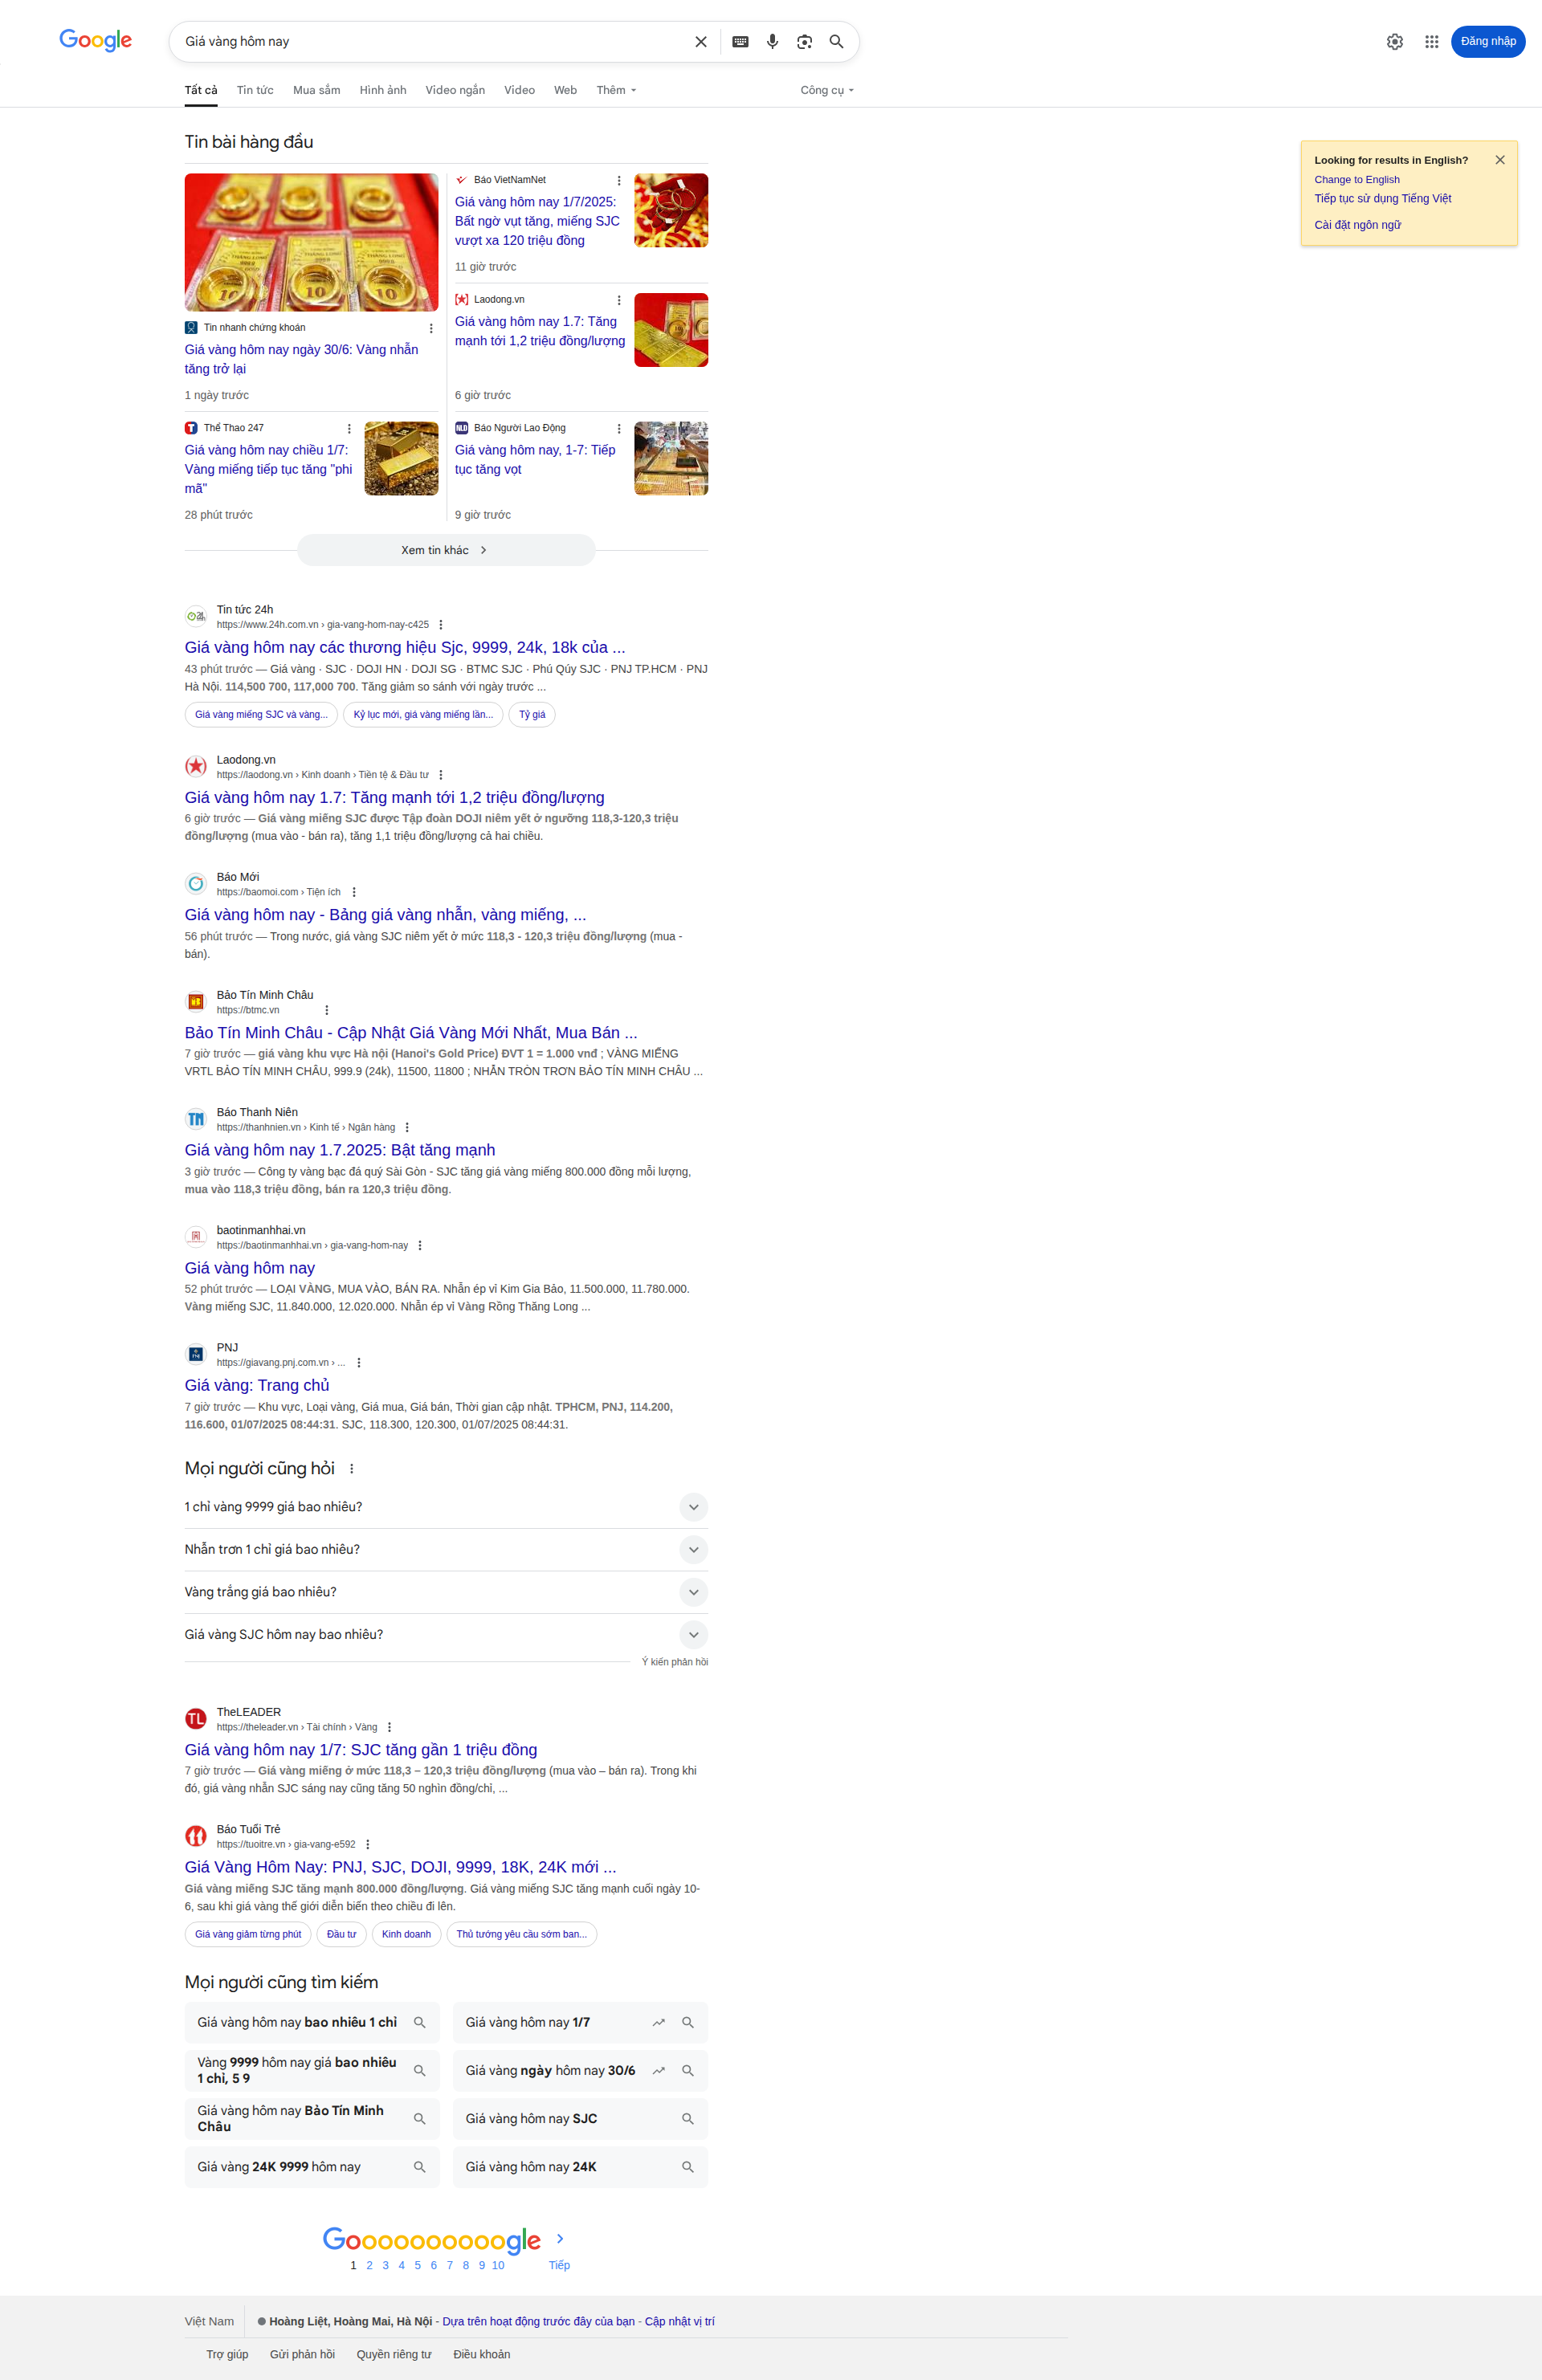 Google
Giá vàng hôm nay
Đăng nhập
Tất cả
Tin tức
Mua sắm
Hình ảnh
Video ngắn
Video
Web
Thêm
Công cụ
Looking for results in English?
Change to English
Tiếp tục sử dụng Tiếng Việt
Cài đặt ngôn ngữ
Tin bài hàng đầu
Tin nhanh chứng khoán
Giá vàng hôm nay ngày 30/6: Vàng nhẫn
tăng trở lại
1 ngày trước
Báo VietNamNet
Giá vàng hôm nay 1/7/2025:
Bất ngờ vụt tăng, miếng SJC
vượt xa 120 triệu đồng
11 giờ trước
Laodong.vn
Giá vàng hôm nay 1.7: Tăng
mạnh tới 1,2 triệu đồng/lượng
6 giờ trước
Thể Thao 247
Giá vàng hôm nay chiều 1/7:
Vàng miếng tiếp tục tăng "phi
mã"
28 phút trước
NLD
Báo Người Lao Động
Giá vàng hôm nay, 1-7: Tiếp
tục tăng vọt
9 giờ trước
Xem tin khác
Tin tức 24h
https://www.24h.com.vn › gia-vang-hom-nay-c425
Giá vàng hôm nay các thương hiệu Sjc, 9999, 24k, 18k của ...
43 phút trước — Giá vàng · SJC · DOJI HN · DOJI SG · BTMC SJC · Phú Qúy SJC · PNJ TP.HCM · PNJ
Hà Nội. 114,500 700, 117,000 700. Tăng giảm so sánh với ngày trước ...
Giá vàng miếng SJC và vàng...
Kỷ lục mới, giá vàng miếng lần...
Tỷ giá
Laodong.vn
https://laodong.vn › Kinh doanh › Tiền tệ & Đầu tư
Giá vàng hôm nay 1.7: Tăng mạnh tới 1,2 triệu đồng/lượng
6 giờ trước — Giá vàng miếng SJC được Tập đoàn DOJI niêm yết ở ngưỡng 118,3-120,3 triệu
đồng/lượng (mua vào - bán ra), tăng 1,1 triệu đồng/lượng cả hai chiều.
Báo Mới
https://baomoi.com › Tiện ích
Giá vàng hôm nay - Bảng giá vàng nhẫn, vàng miếng, ...
56 phút trước — Trong nước, giá vàng SJC niêm yết ở mức 118,3 - 120,3 triệu đồng/lượng (mua -
bán).
Bảo Tín Minh Châu
https://btmc.vn
Bảo Tín Minh Châu - Cập Nhật Giá Vàng Mới Nhất, Mua Bán ...
7 giờ trước — giá vàng khu vực Hà nội (Hanoi's Gold Price) ĐVT 1 = 1.000 vnđ ; VÀNG MIẾNG
VRTL BẢO TÍN MINH CHÂU, 999.9 (24k), 11500, 11800 ; NHẪN TRÒN TRƠN BẢO TÍN MINH CHÂU ...
Báo Thanh Niên
https://thanhnien.vn › Kinh tế › Ngân hàng
Giá vàng hôm nay 1.7.2025: Bật tăng mạnh
3 giờ trước — Công ty vàng bạc đá quý Sài Gòn - SJC tăng giá vàng miếng 800.000 đồng mỗi lượng,
mua vào 118,3 triệu đồng, bán ra 120,3 triệu đồng.
baotinmanhhai.vn
https://baotinmanhhai.vn › gia-vang-hom-nay
Giá vàng hôm nay
52 phút trước — LOẠI VÀNG, MUA VÀO, BÁN RA. Nhẫn ép vỉ Kim Gia Bảo, 11.500.000, 11.780.000.
Vàng miếng SJC, 11.840.000, 12.020.000. Nhẫn ép vỉ Vàng Rồng Thăng Long ...
PNJ
https://giavang.pnj.com.vn › ...
Giá vàng: Trang chủ
7 giờ trước — Khu vực, Loại vàng, Giá mua, Giá bán, Thời gian cập nhật. TPHCM, PNJ, 114.200,
116.600, 01/07/2025 08:44:31. SJC, 118.300, 120.300, 01/07/2025 08:44:31.
Mọi người cũng hỏi
1 chỉ vàng 9999 giá bao nhiêu?
Nhẫn trơn 1 chỉ giá bao nhiêu?
Vàng trắng giá bao nhiêu?
Giá vàng SJC hôm nay bao nhiêu?
Ý kiến phản hồi
TL
TheLEADER
https://theleader.vn › Tài chính › Vàng
Giá vàng hôm nay 1/7: SJC tăng gần 1 triệu đồng
7 giờ trước — Giá vàng miếng ở mức 118,3 – 120,3 triệu đồng/lượng (mua vào – bán ra). Trong khi
đó, giá vàng nhẫn SJC sáng nay cũng tăng 50 nghìn đồng/chỉ, ...
Báo Tuổi Trẻ
https://tuoitre.vn › gia-vang-e592
Giá Vàng Hôm Nay: PNJ, SJC, DOJI, 9999, 18K, 24K mới ...
Giá vàng miếng SJC tăng mạnh 800.000 đồng/lượng. Giá vàng miếng SJC tăng mạnh cuối ngày 10-
6, sau khi giá vàng thế giới diễn biến theo chiều đi lên.
Giá vàng giảm từng phút
Đầu tư
Kinh doanh
Thủ tướng yêu cầu sớm ban...
Mọi người cũng tìm kiếm
Giá vàng hôm nay bao nhiêu 1 chỉ
Giá vàng hôm nay 1/7
Vàng 9999 hôm nay giá bao nhiêu
1 chỉ, 5 9
Giá vàng ngày hôm nay 30/6
Giá vàng hôm nay Bảo Tín Minh
Châu
Giá vàng hôm nay SJC
Giá vàng 24K 9999 hôm nay
Giá vàng hôm nay 24K
Goooooooooogle
1 2 3 4 5 6 7 8 9 10 Tiếp
Việt Nam
Hoàng Liệt, Hoàng Mai, Hà Nội - Dựa trên hoạt động trước đây của bạn - Cập nhật vị trí
Trợ giúp
Gửi phản hồi
Quyền riêng tư
Điều khoản